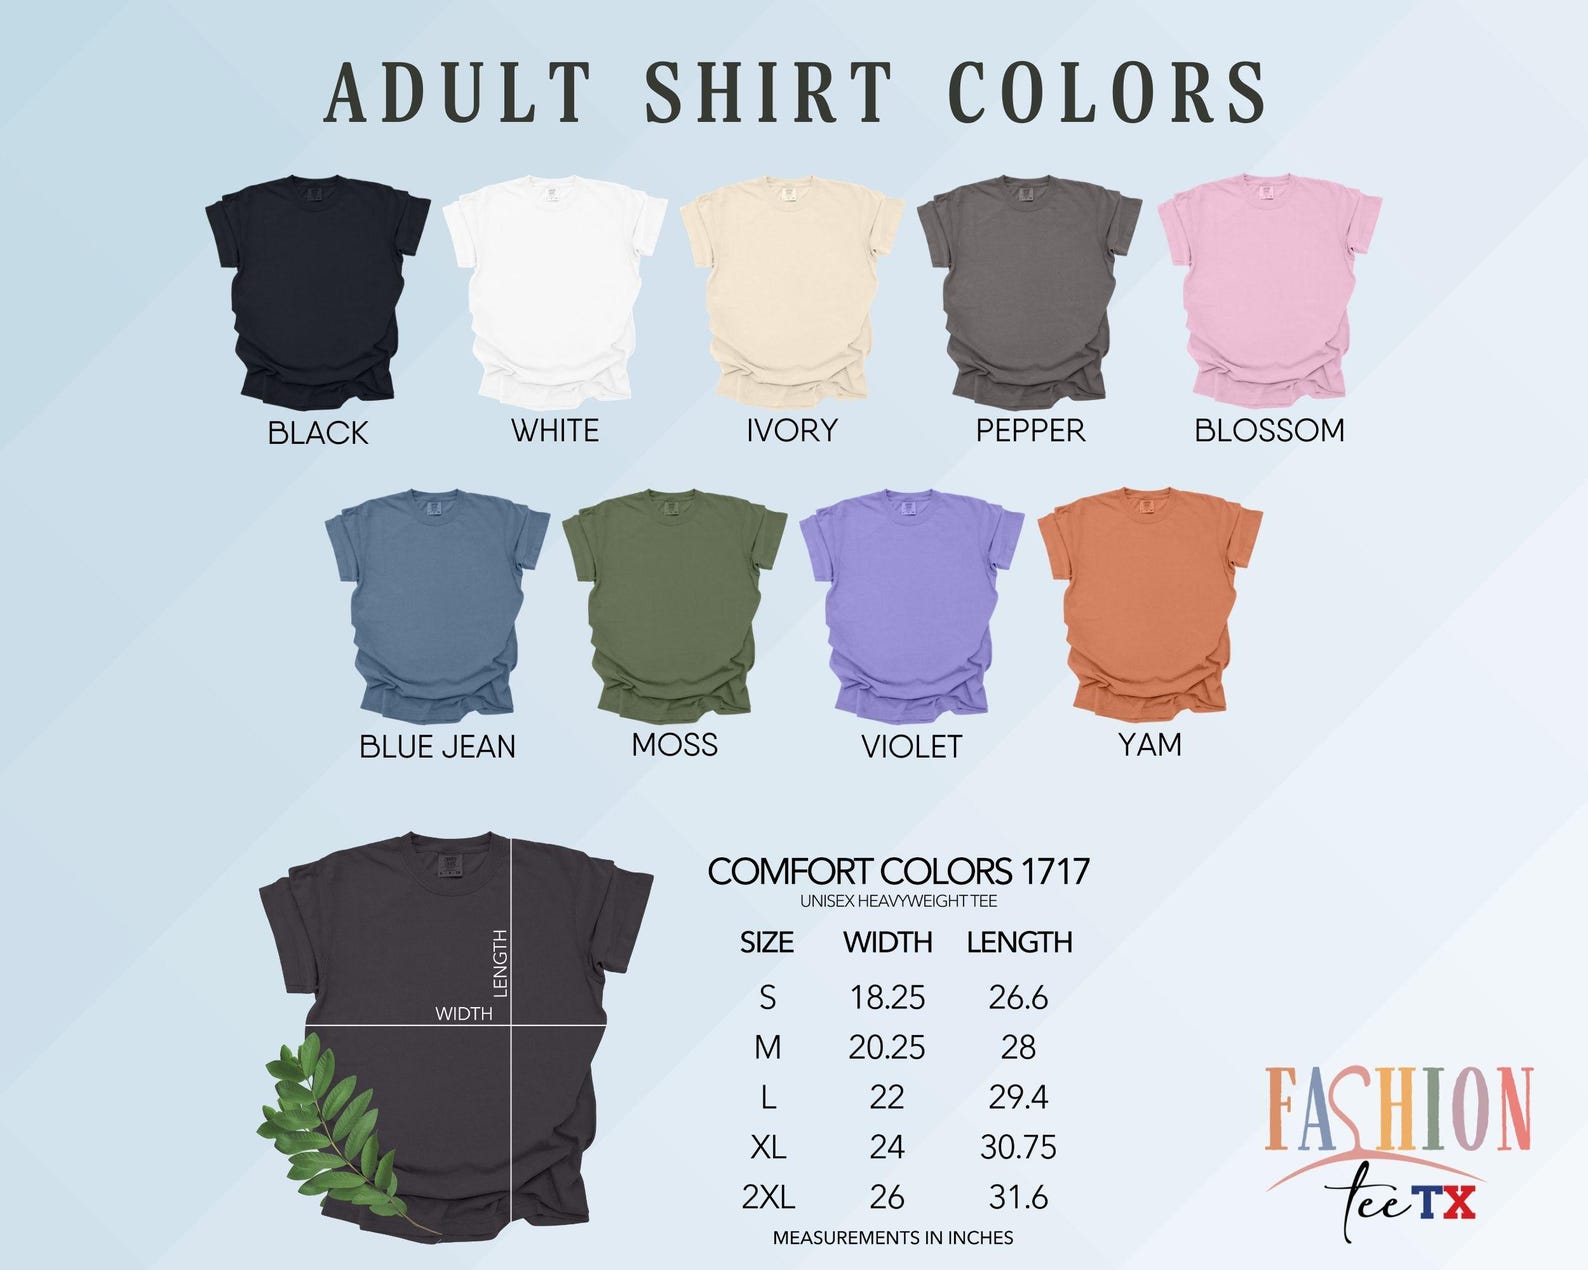 ADULT SHIRT COLORS
BLACK WHITE IVORY PEPPER BLOSSOM
BLUE JEAN MOSS VIOLET YAM
LENGTH
WIDTH
COMFORT COLORS 1717
UNISEX HEAVYWEIGHT TEE
SIZE WIDTH LENGTH
S 18.25 26.6
M 20.25 28
L 22 29.4
XL 24 30.75
2XL 26 31.6
MEASUREMENTS IN INCHES
FASHION
teeTX